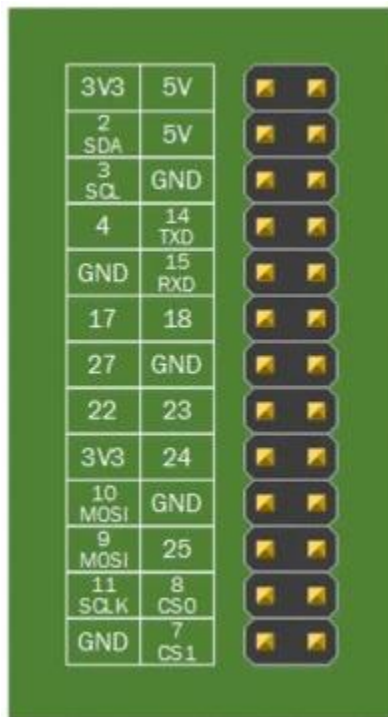 3V3 5V
2
SDA 5V
3
SCL GND
4 14
TXD
GND 15
RXD
17 18
27 GND
22 23
3V3 24
10
MOSI GND
9
MOSI 25
11 8
SCLK CS0
GND 7
CS1